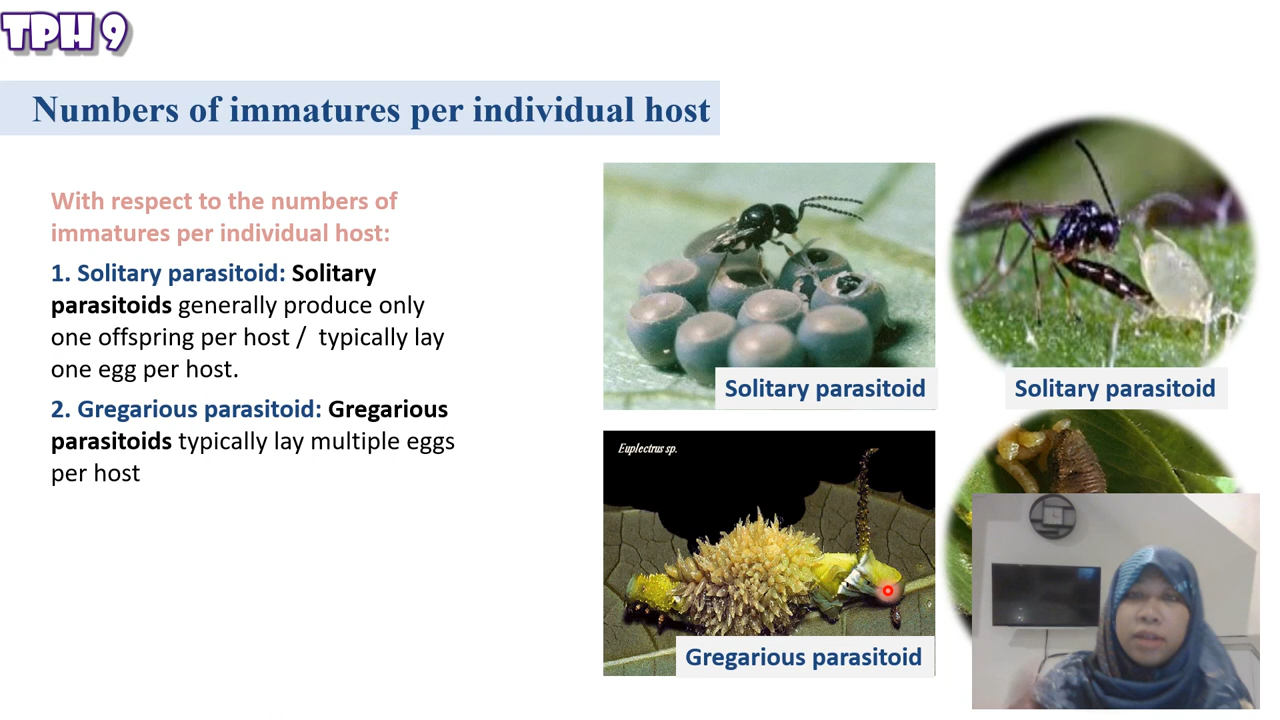 TPH 9
Numbers of immatures per individual host
With respect to the numbers of
immatures per individual host:
1. Solitary parasitoid: Solitary
parasitoids generally produce only
one offspring per host /  typically lay
one egg per host.
2. Gregarious parasitoid: Gregarious
parasitoids typically lay multiple eggs
per host
Solitary parasitoid
Solitary parasitoid
Euplectrus sp.
Gregarious parasitoid